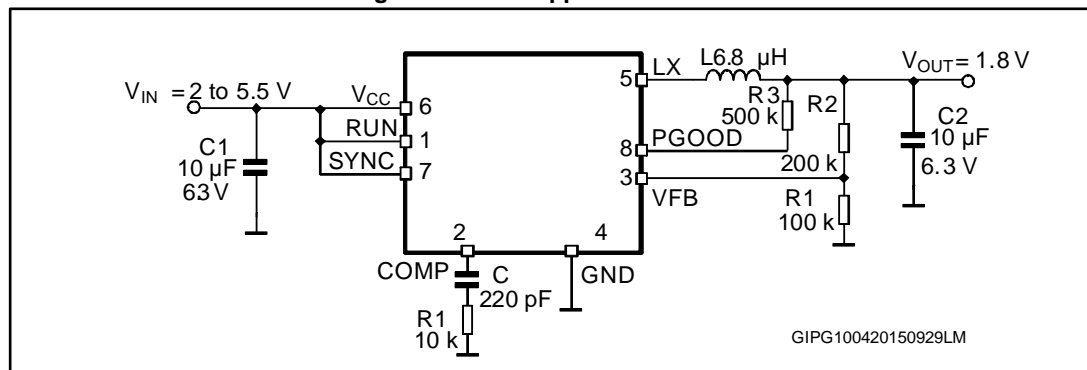 L6.8 µH
5
LX
V_OUT= 1.8 V
V_IN = 2 to 5.5 V
V_CC
6
R3
500 k
R2
C2
10 µF
6.3 V
RUN
1
C1
10 µF
63 V
SYNC
7
PGOOD
8
200 k
3
VFB
R1
100 k
2
4
COMP
C
220 pF
GND
R1
10 k
GIPG100420150929LM